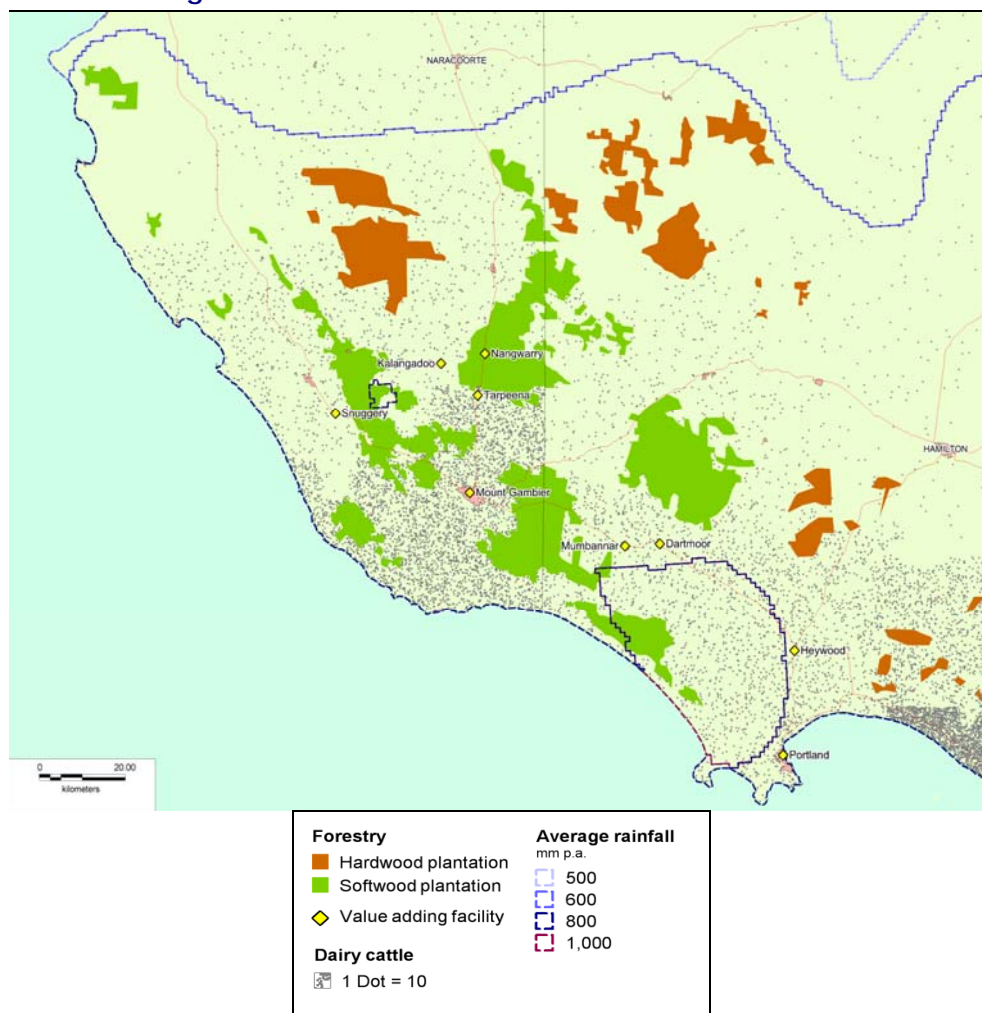 NARACOORTE
Kalangadoo
Nangwarry
Tarpeena
Snuggery
HAMILTON
Mount Gambier
Mumbannar
Dartmoor
Heywood
Portland
0 20.00
kilometers
Forestry
Hardwood plantation
Softwood plantation
Value adding facility
Dairy cattle
1 Dot = 10
Average rainfall
mm p.a.
500
600
800
1,000